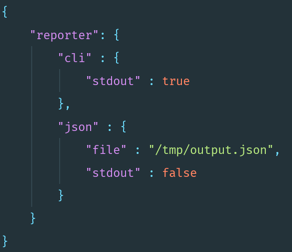 {
    "reporter": {
        "cli" : {
            "stdout" : true
        },
        "json" : {
            "file" : "/tmp/output.json",
            "stdout" : false
        }
    }
}